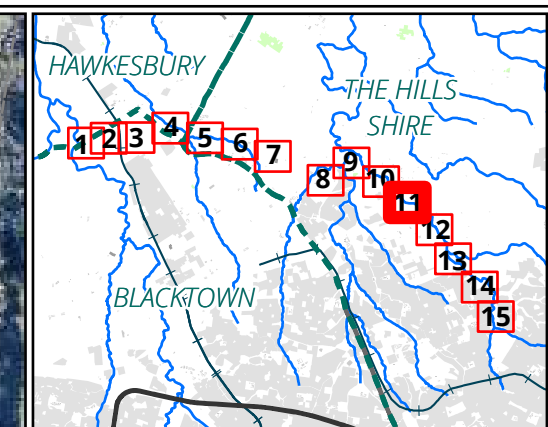 HAWKESBURY
THE HILLS
SHIRE
1 2 3 4 5 6 7
8 9 10 11 12 13 14 15
BLACKTOWN